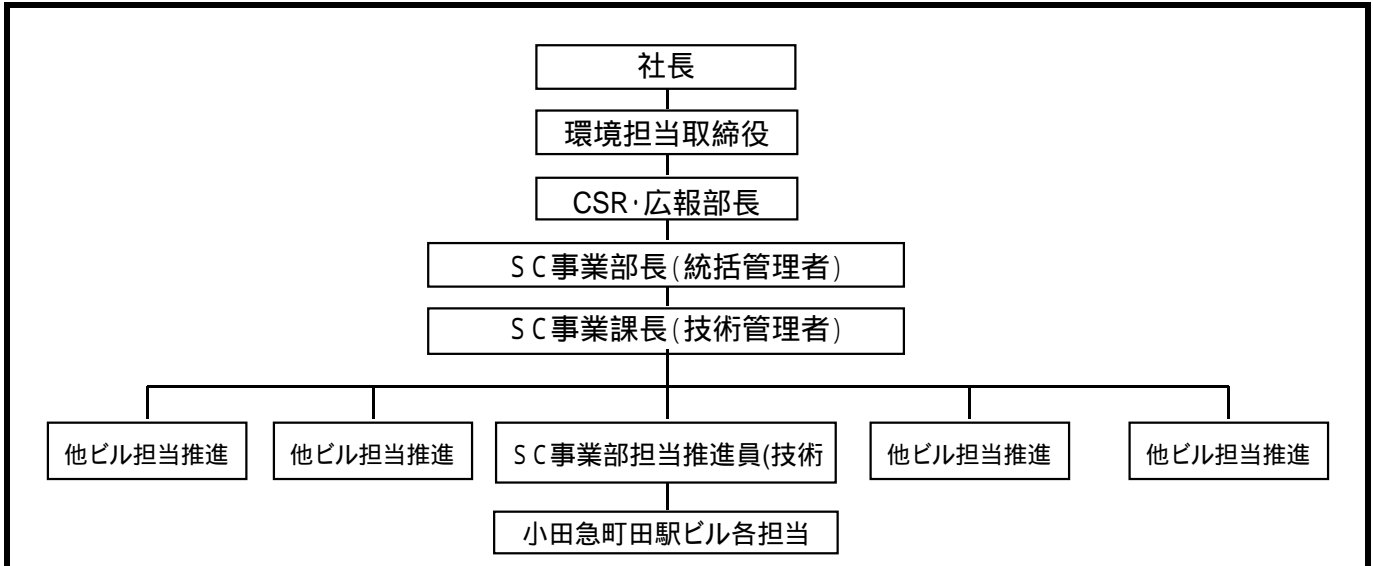 社長
環境担当取締役
CSR･広報部長
ＳＣ事業部長(統括管理者)
ＳＣ事業課長(技術管理者)
他ビル担当推進
他ビル担当推進
ＳＣ事業部担当推進員(技術
他ビル担当推進
他ビル担当推進
小田急町田駅ビル各担当